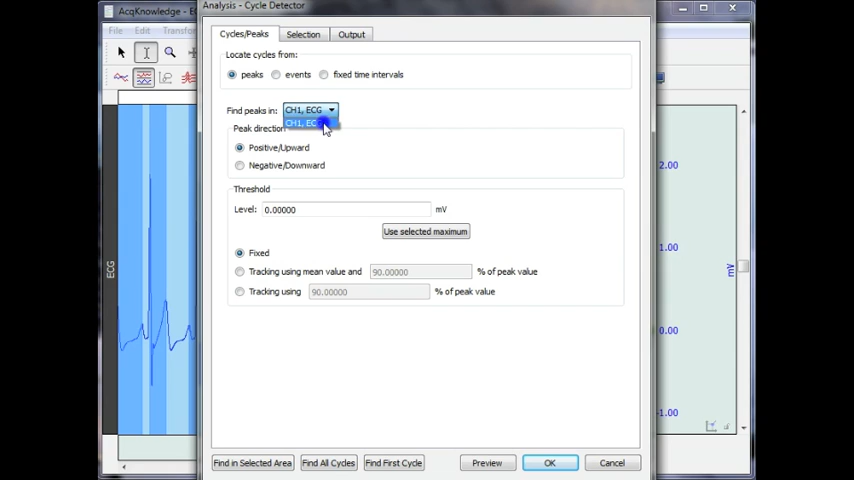 Analysis - Cycle Detector
AcqKnowledge - E
File Edit Transfor
Cycles/Peaks Selection Output
Locate cycles from:
peaks events fixed time intervals
Find peaks in: CH1, ECG
CH1, EC
Peak direction
Positive/Upward
Negative/Downward
Threshold
Level: 0.00000 mV
Use selected maximum
Fixed
Tracking using mean value and 90.00000 % of peak value
Tracking using 90.00000 % of peak value
ECG
2.00
1.00
mV
0.00
-1.00
Find in Selected Area Find All Cycles Find First Cycle Preview OK Cancel